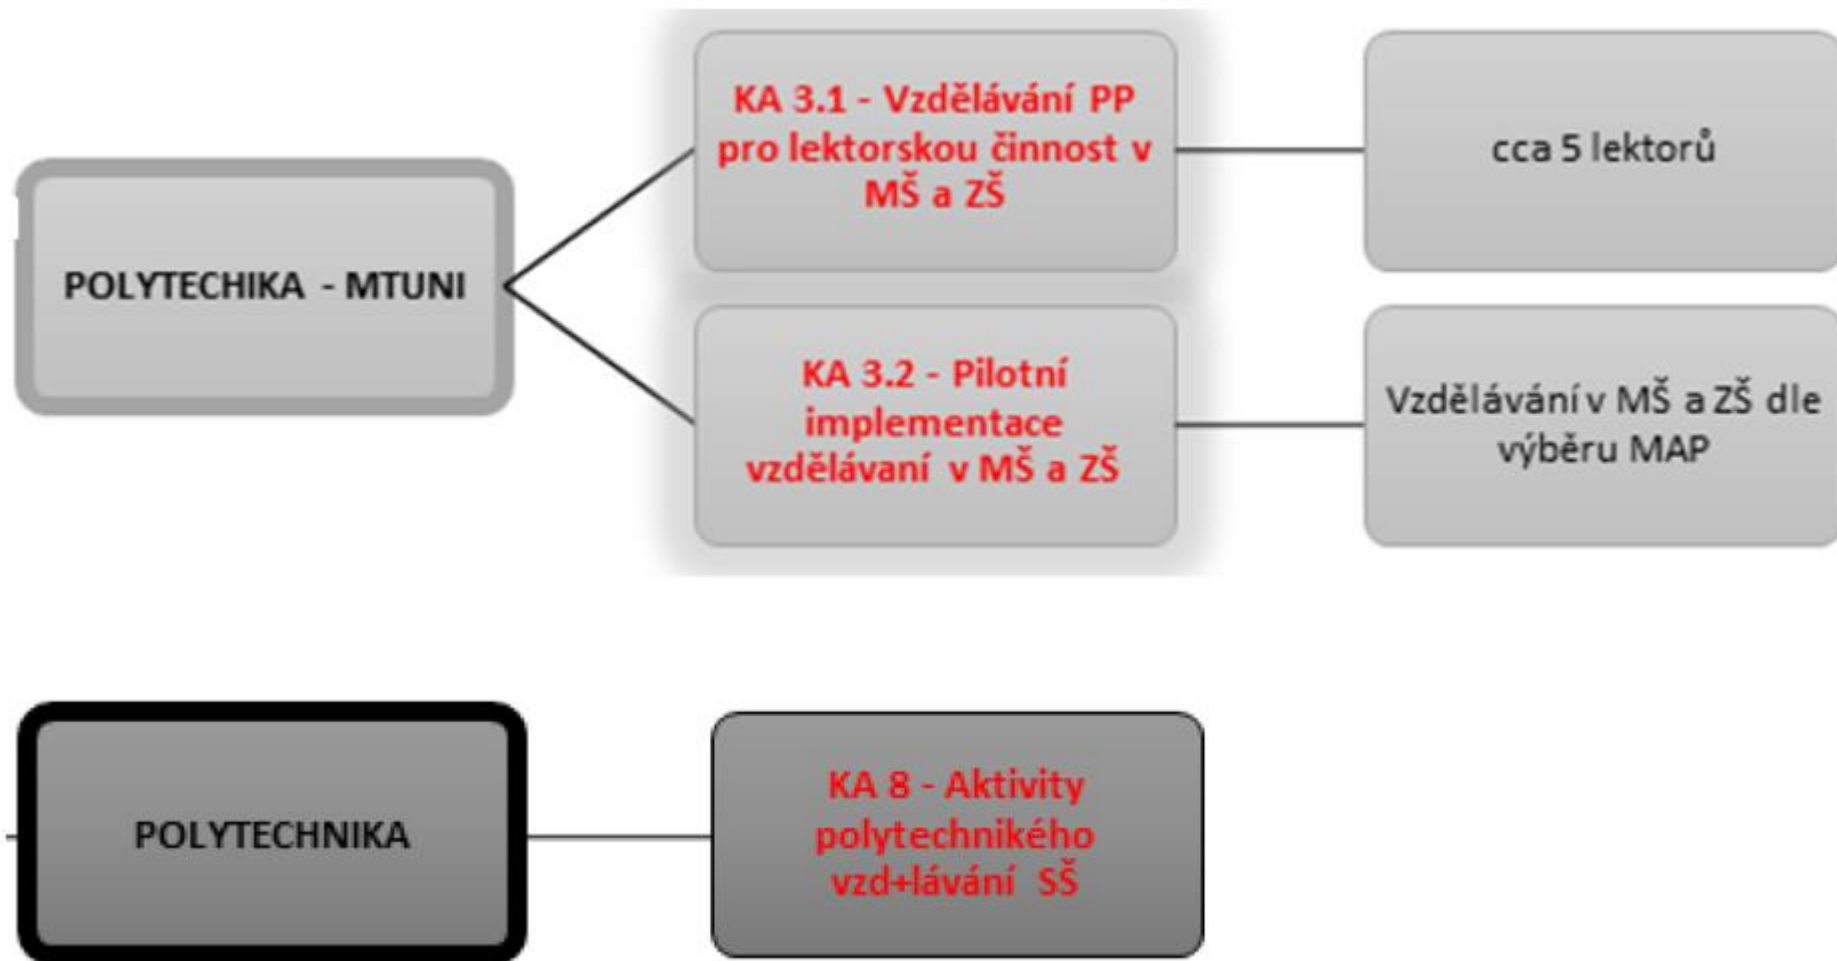 KA 3.1 - Vzdělávání PP
pro lektorskou činnost v
MŠ a ZŠ
cca 5 lektorů
POLYTECHIKA - MTUNI
KA 3.2 - Pilotní
implementace
vzdělávaní v MŠ a ZŠ
Vzdělávání v MŠ a ZŠ dle
výběru MAP
POLYTECHNIKA
KA 8 - Aktivity
polytechnikého
vzd+lávání SŠ